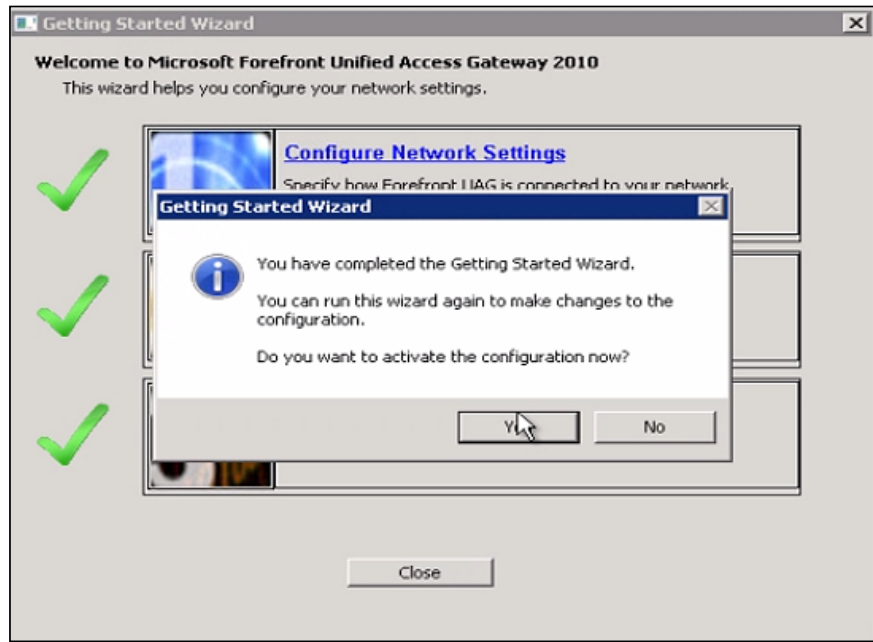 Getting Started Wizard
Welcome to Microsoft Forefront Unified Access Gateway 2010
This wizard helps you configure your network settings.
Configure Network Settings
Specify how Forefront UAG is connected to your network.
Getting Started Wizard
You have completed the Getting Started Wizard.
You can run this wizard again to make changes to the
configuration.
Do you want to activate the configuration now?
No
Close